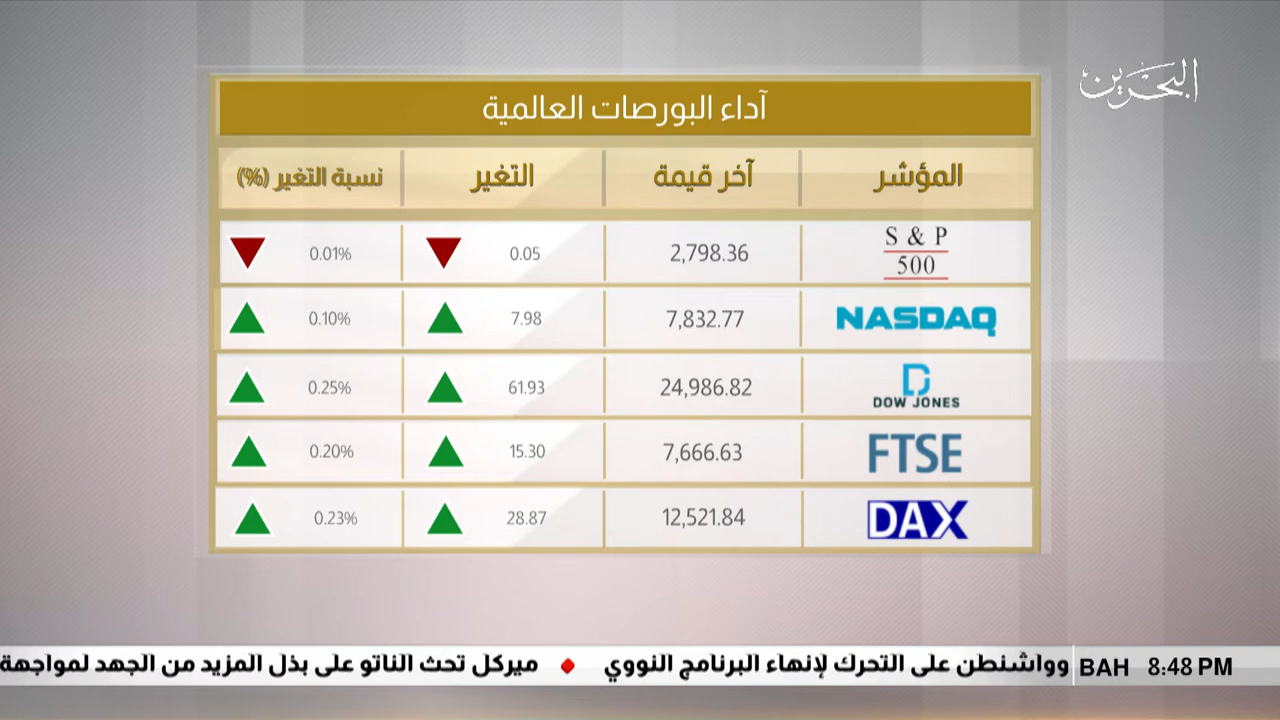 البحرين
آداء البورصات العالمية
المؤشر آخر قيمة التغير نسبة التغير (%)
S & P 500 2,798.36 0.05 0.01%
NASDAQ 7,832.77 7.98 0.10%
DOW JONES 24,986.82 61.93 0.25%
FTSE 7,666.63 15.30 0.20%
DAX 12,521.84 28.87 0.23%
وواشنطن على التحرك لإنهاء البرنامج النووي ميركل تحث الناتو على بذل المزيد من الجهد لمواجهة
BAH 8:48 PM